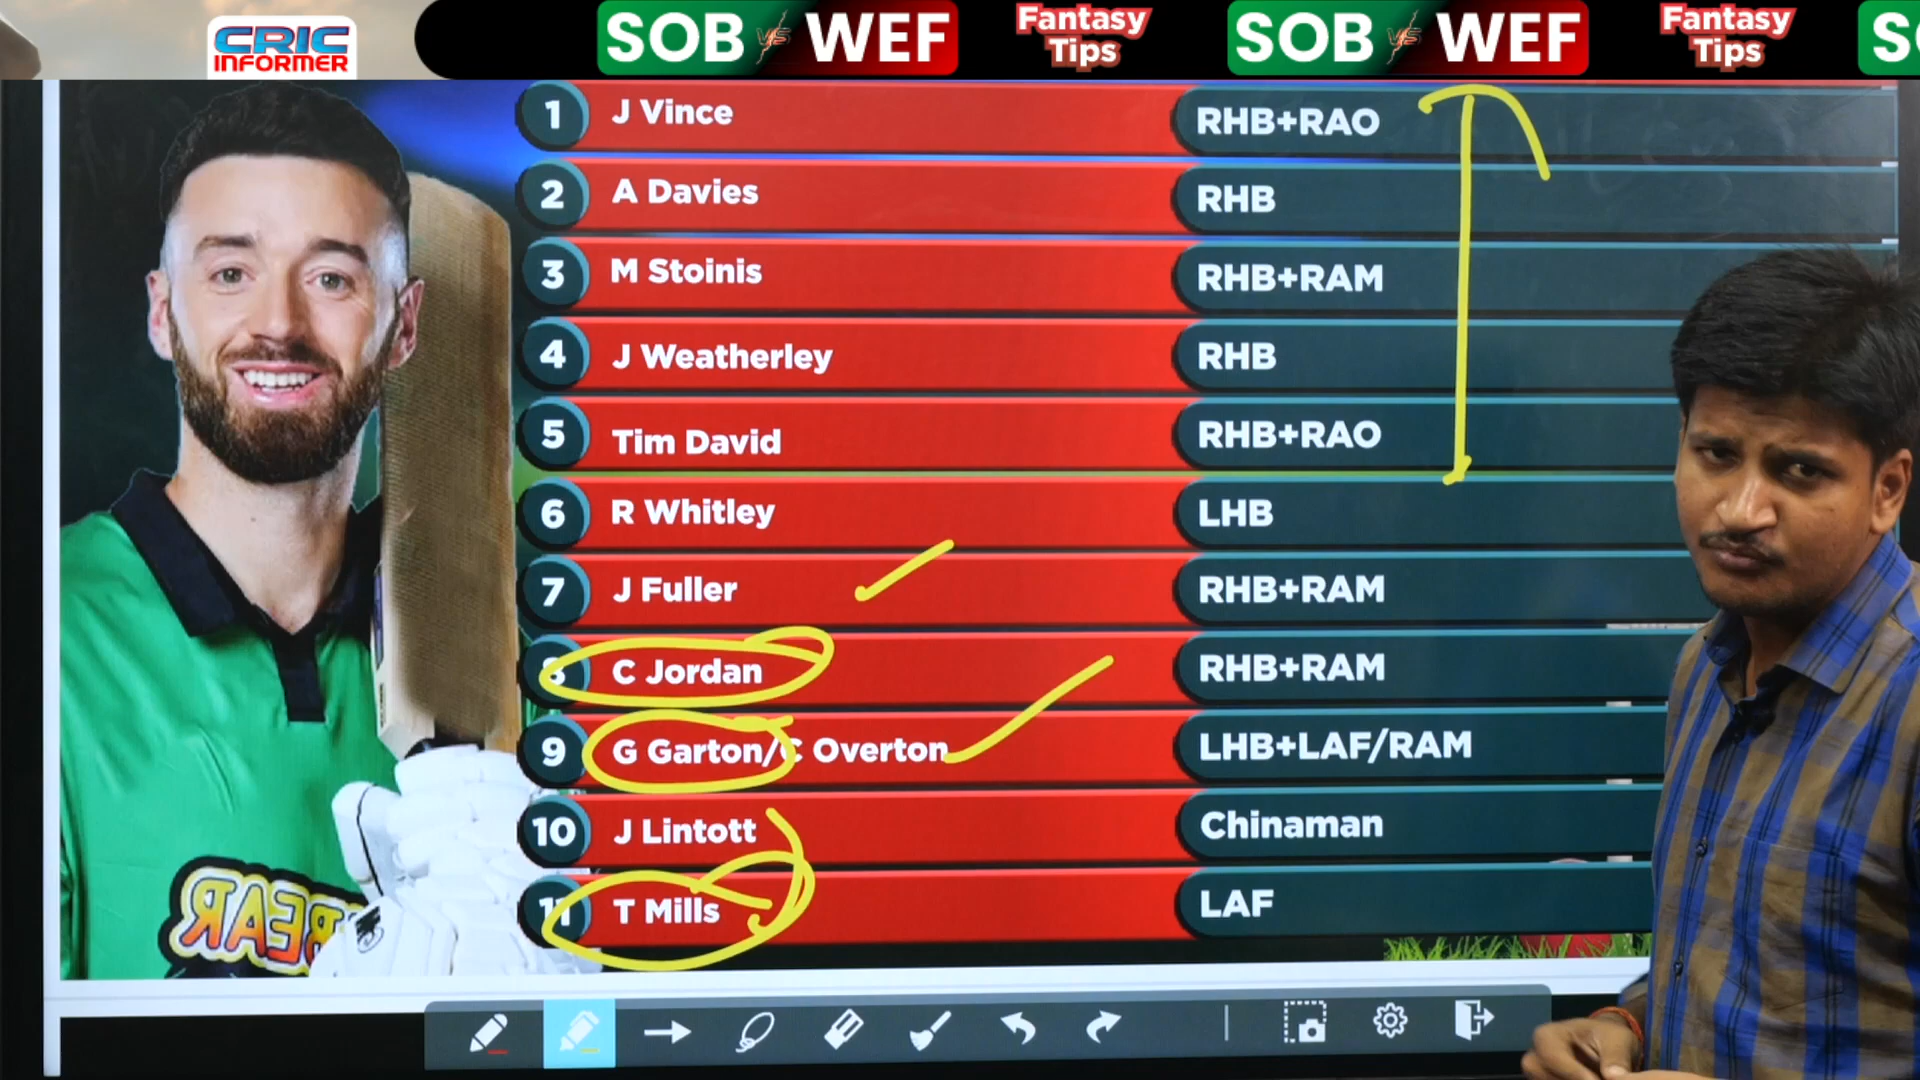 CRIC
INFORMER
SOB VS WEF
Fantasy
Tips
SOB VS WEF
Fantasy
Tips
1 J Vince RHB+RAO
2 A Davies RHB
3 M Stoinis RHB+RAM
4 J Weatherley RHB
5 Tim David RHB+RAO
6 R Whitley LHB
7 J Fuller RHB+RAM
8 C Jordan RHB+RAM
9 G Garton/C Overton LHB+LAF/RAM
10 J Lintott Chinaman
11 T Mills LAF